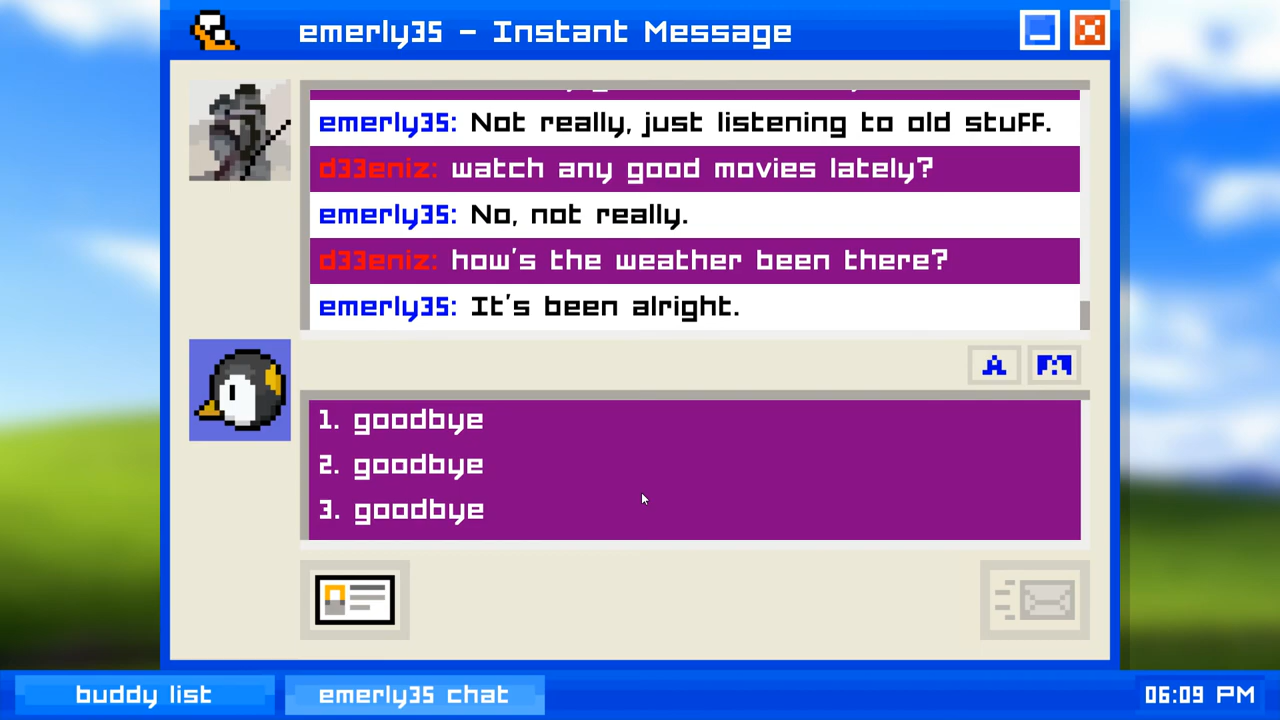 emerly35 - Instant Message
emerly35: Not really, just listening to old stuff.
d33eniz: watch any good movies lately?
emerly35: No, not really.
d33eniz: how's the weather been there?
emerly35: It's been alright.
A
1. goodbye
2. goodbye
3. goodbye
buddy list
emerly35 chat
06:09 PM